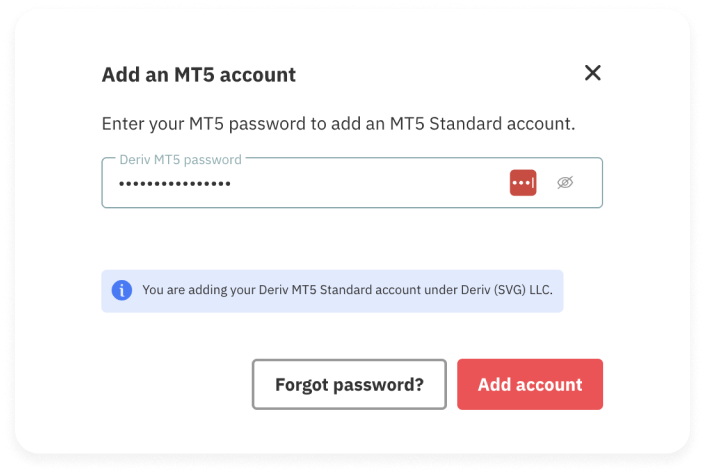 Add an MT5 account
Enter your MT5 password to add an MT5 Standard account.
Deriv MT5 password
••••••••••••••••
You are adding your Deriv MT5 Standard account under Deriv (SVG) LLC.
Forgot password?
Add account